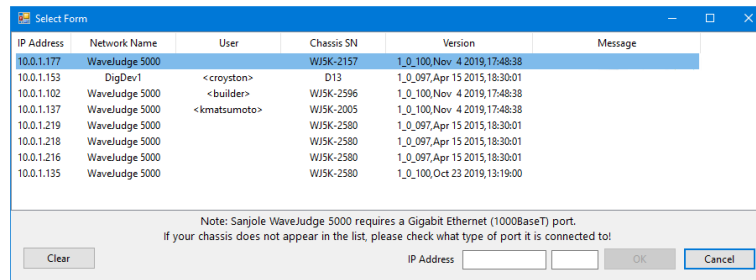 Select Form
IP Address Network Name User Chassis SN Version Message
10.0.1.177 WaveJudge 5000 WJ5K-2157 1_0_100,Nov 4 2019,17:48:38
10.0.1.153 DigDev1 <croyston> D13 1_0_097,Apr 15 2015,18:30:01
10.0.1.102 WaveJudge 5000 <builder> WJ5K-2596 1_0_100,Nov 4 2019,17:48:38
10.0.1.137 WaveJudge 5000 <kmatsumoto> WJ5K-2005 1_0_100,Nov 4 2019,17:48:38
10.0.1.219 WaveJudge 5000 WJ5K-2580 1_0_097,Apr 15 2015,18:30:01
10.0.1.218 WaveJudge 5000 WJ5K-2580 1_0_097,Apr 15 2015,18:30:01
10.0.1.216 WaveJudge 5000 WJ5K-2580 1_0_097,Apr 15 2015,18:30:01
10.0.1.135 WaveJudge 5000 WJ5K-2580 1_0_100,Oct 23 2019,13:19:00
Note: Sanjole WaveJudge 5000 requires a Gigabit Ethernet (1000BaseT) port.
If your chassis does not appear in the list, please check what type of port it is connected to!
Clear IP Address OK Cancel